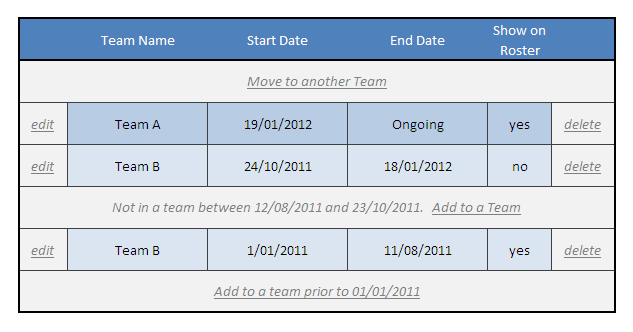 Team Name Start Date End Date Show on
Roster
Move to another Team
edit Team A 19/01/2012 Ongoing yes delete
edit Team B 24/10/2011 18/01/2012 no delete
Not in a team between 12/08/2011 and 23/10/2011. Add to a Team
edit Team B 1/01/2011 11/08/2011 yes delete
Add to a team prior to 01/01/2011